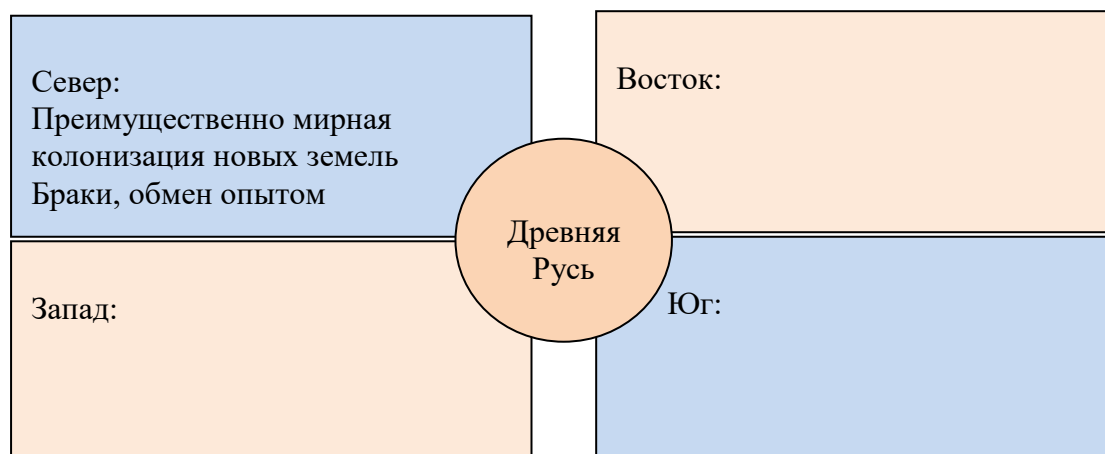 Север:
Преимущественно мирная
колонизация новых земель
Браки, обмен опытом
Восток:
Древняя
Русь
Запад:
Юг: